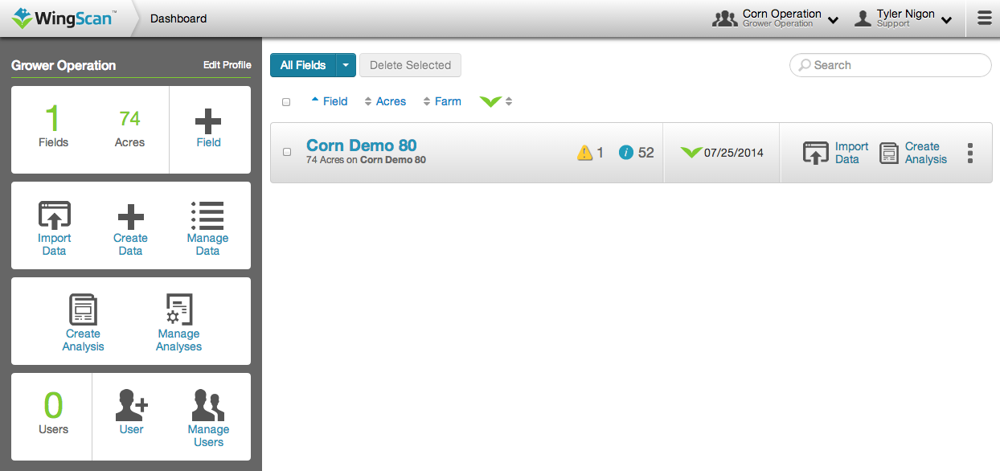 WingScan™ Dashboard Corn Operation Tyler Nigon
Grower Operation Support
Grower Operation Edit Profile
1 74
Fields Acres Field
Import Create Manage
Data Data Data
Create Manage
Analysis Analyses
0
Users User Manage
Users
All Fields Delete Selected Search
Field Acres Farm
Corn Demo 80 1 i 52 07/25/2014 Import Create
74 Acres on Corn Demo 80 Data Analysis